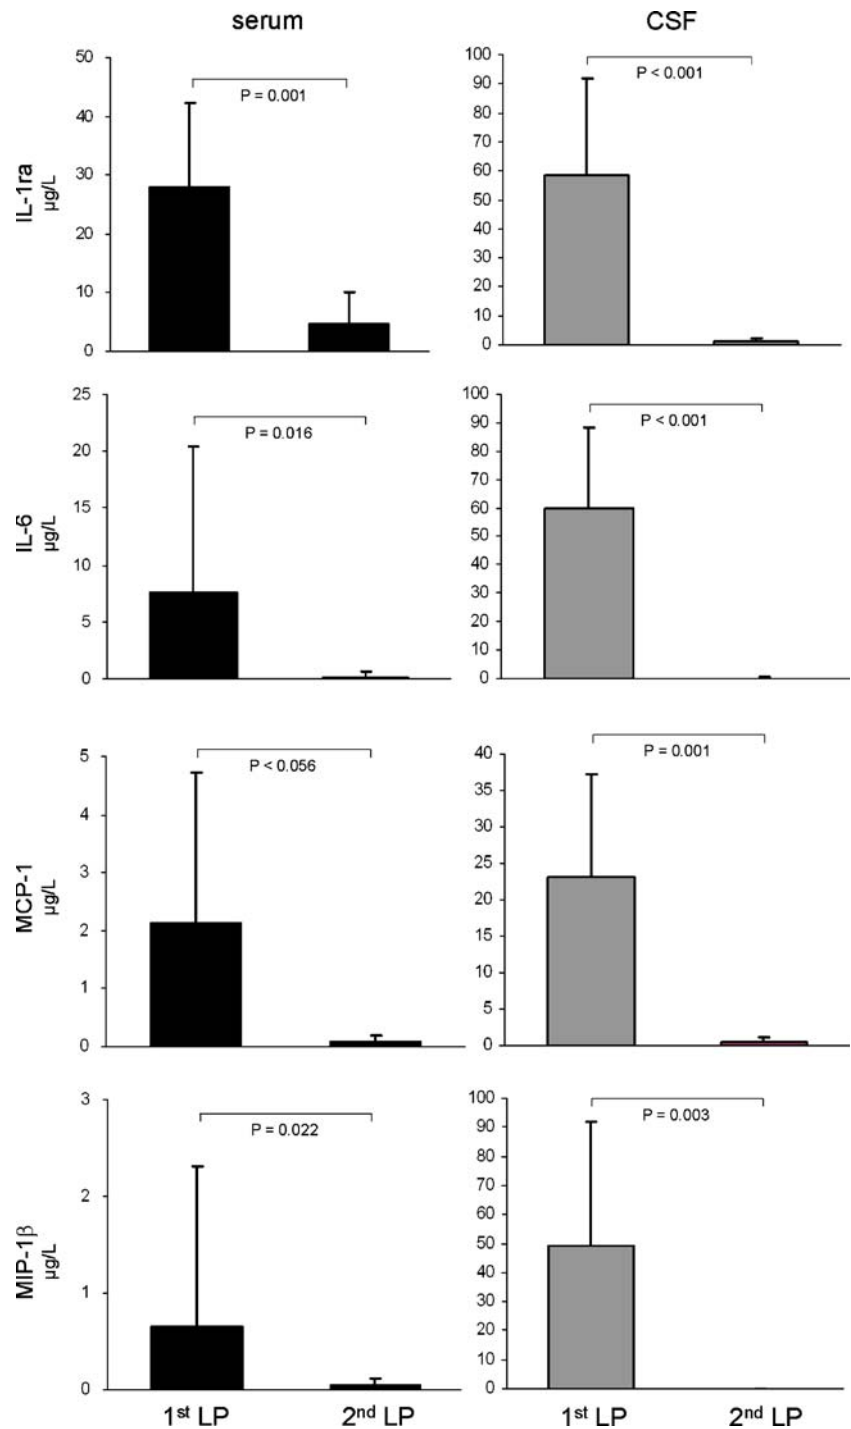 serum
CSF
IL-1ra
µg/L
50
40
30
20
10
0
P = 0.001
100
90
80
70
60
50
40
30
20
10
0
P < 0.001
IL-6
µg/L
25
20
15
10
5
0
P = 0.016
100
90
80
70
60
50
40
30
20
10
0
P < 0.001
MCP-1
µg/L
5
4
3
2
1
0
P < 0.056
40
35
30
25
20
15
10
5
0
P = 0.001
MIP-1β
µg/L
3
2
1
0
P = 0.022
100
90
80
70
60
50
40
30
20
10
0
P = 0.003
1st LP
2nd LP
1st LP
2nd LP